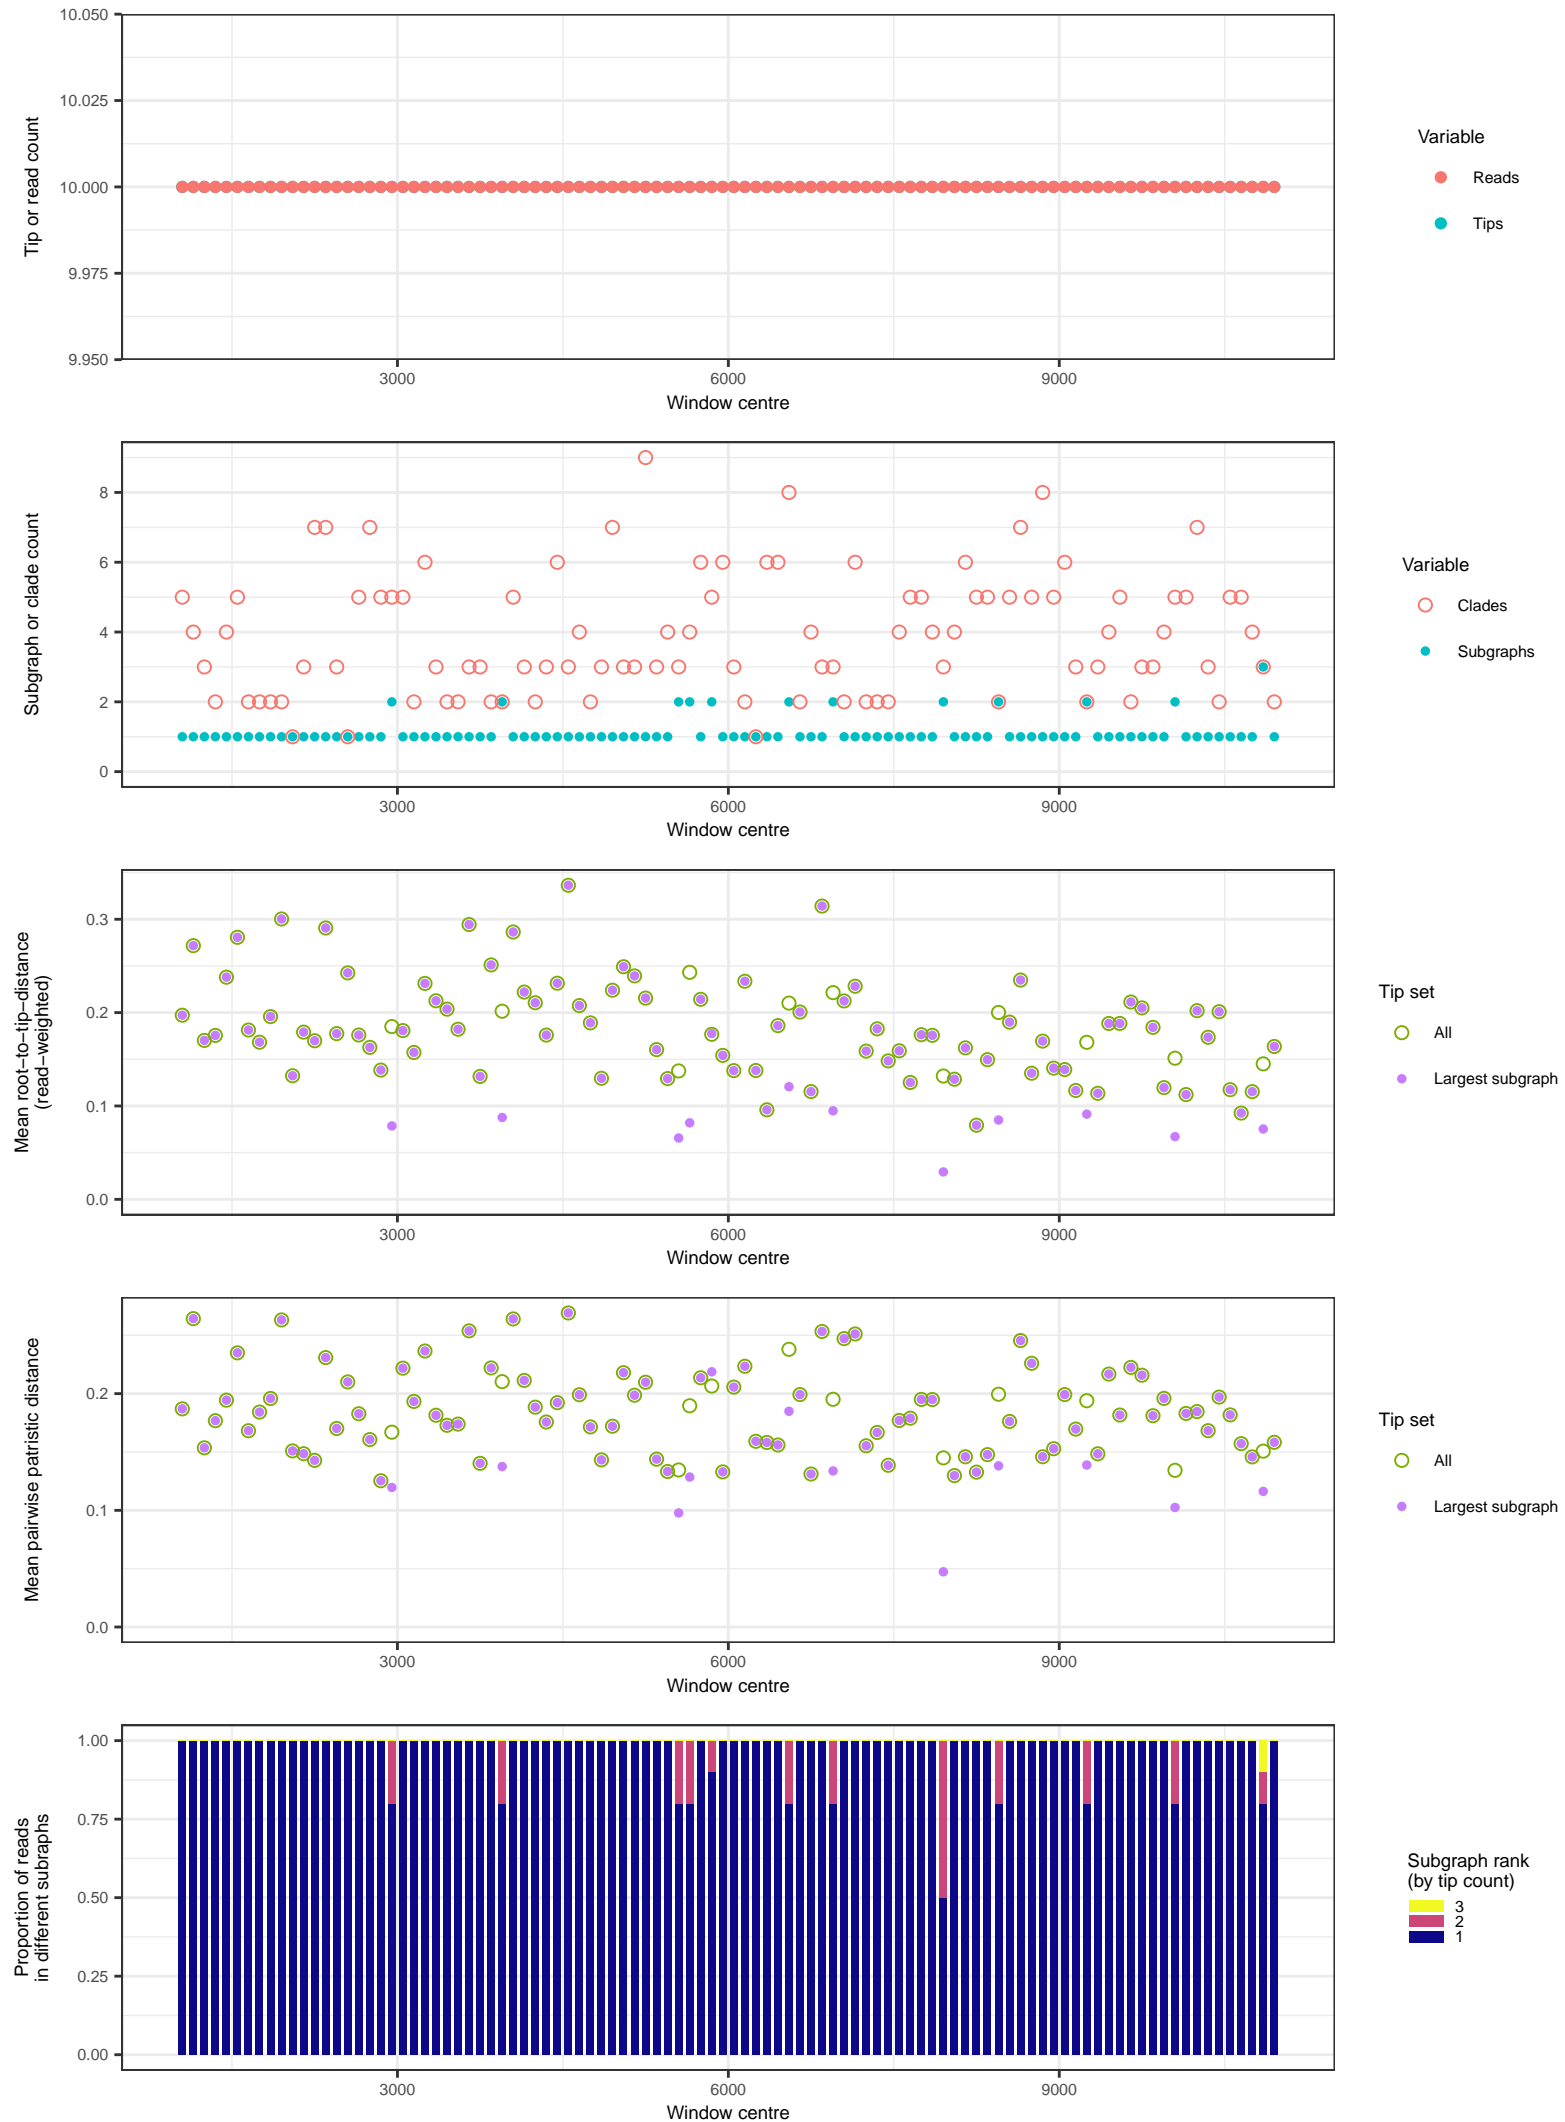 10.050
10.025
10.000
9.975
9.950
Tip or read count
3000
6000
9000
Window centre
Variable
Reads
Tips
8
6
4
2
0
Subgraph or clade count
3000
6000
9000
Window centre
Variable
Clades
Subgraphs
0.3
0.2
0.1
0.0
Mean root−to−tip−distance
(read−weighted)
3000
6000
9000
Window centre
Tip set
All
Largest subgraph
0.2
0.1
0.0
Mean pairwise patristic distance
3000
6000
9000
Window centre
Tip set
All
Largest subgraph
1.00
0.75
0.50
0.25
0.00
Proportion of reads
in different subraphs
3000
6000
9000
Window centre
Subgraph rank
(by tip count)
3
2
1